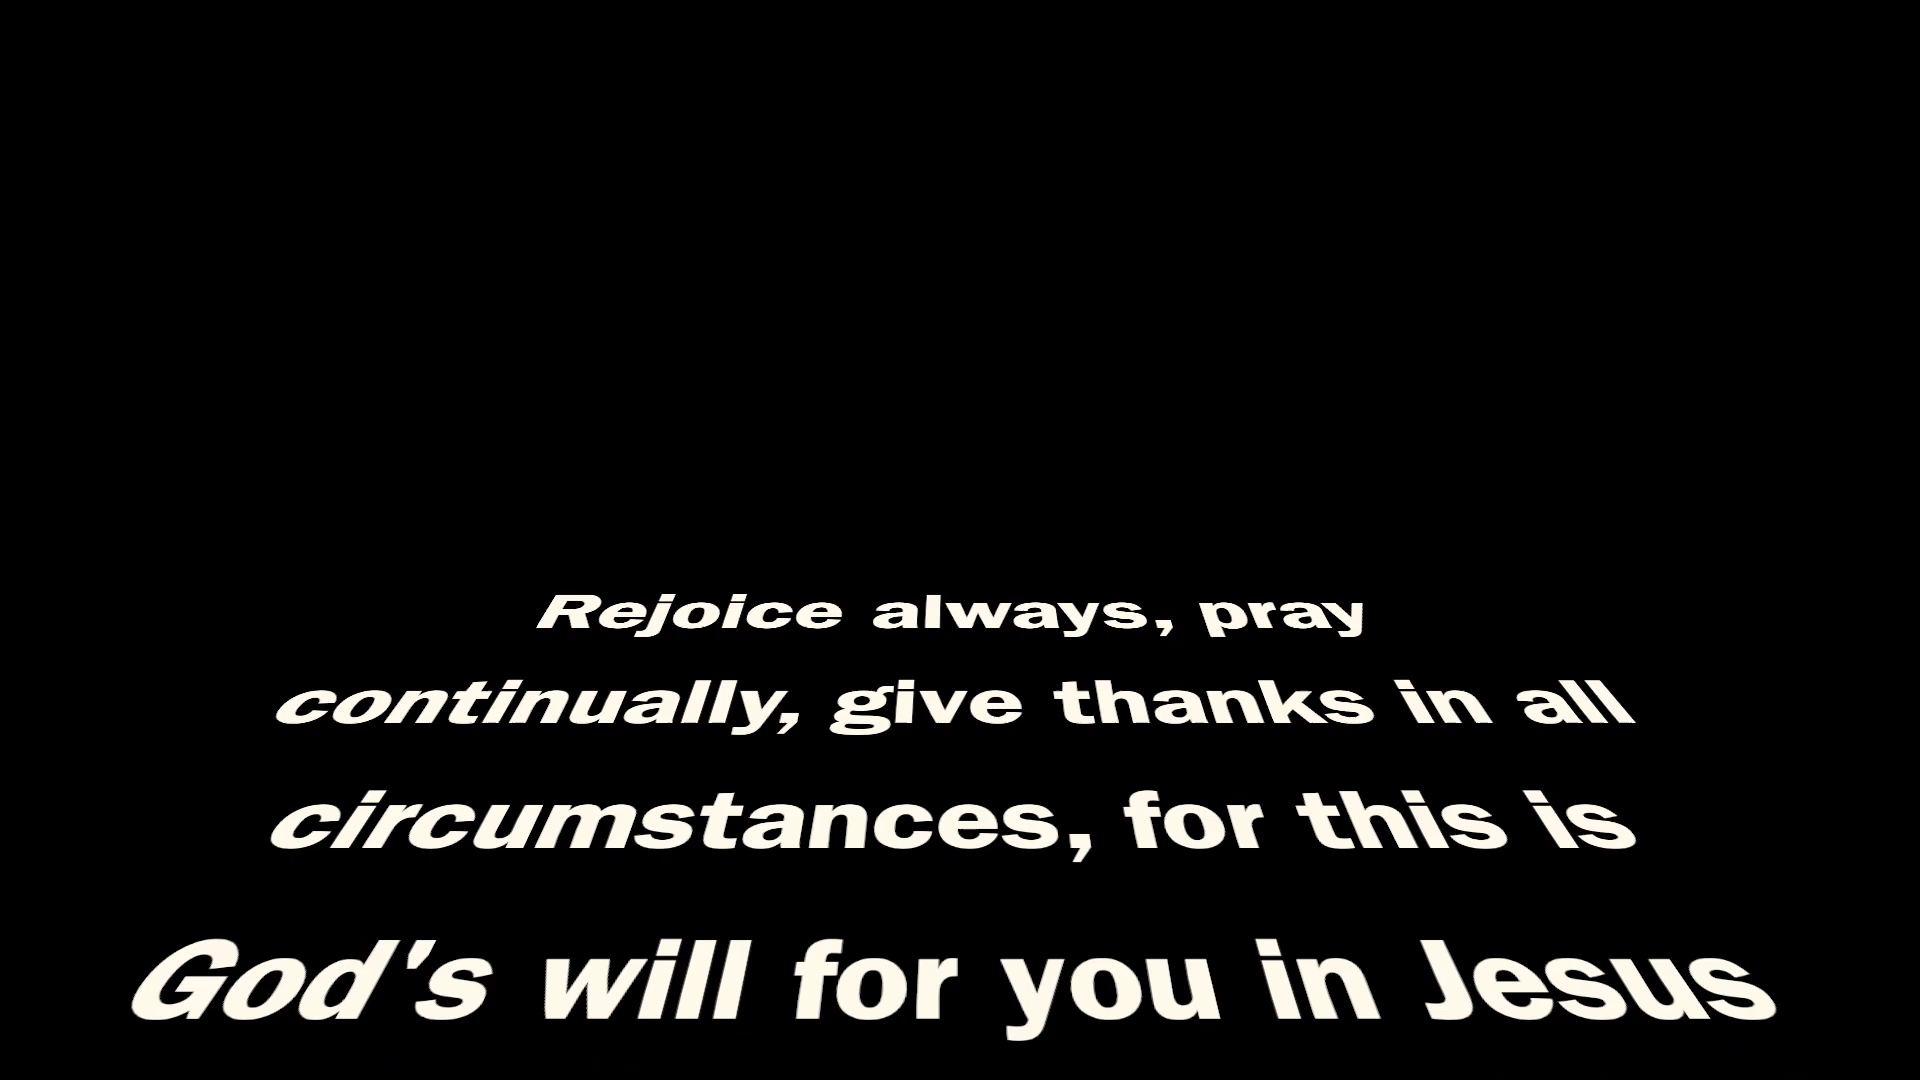 Rejoice always, pray
continually, give thanks in all
circumstances, for this is
God's will for you in Jesus